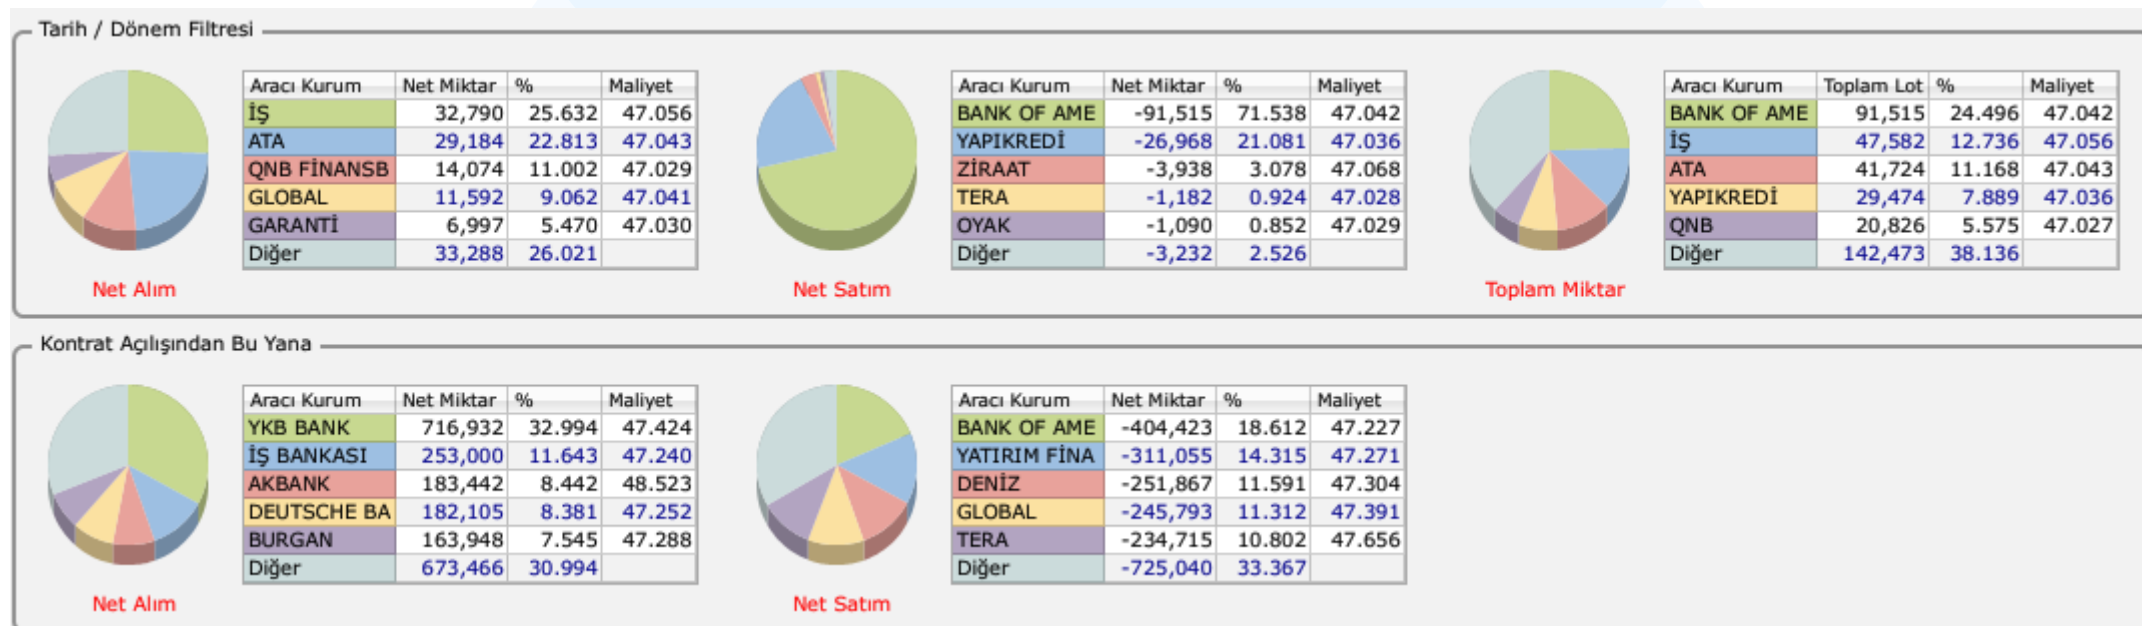 Tarih / Dönem Filtresi
Aracı Kurum Net Miktar % Maliyet
İŞ 32,790 25.632 47.056
ATA 29,184 22.813 47.043
QNB FİNANSB 14,074 11.002 47.029
GLOBAL 11,592 9.062 47.041
GARANTİ 6,997 5.470 47.030
Diğer 33,288 26.021
Net Alım
Aracı Kurum Net Miktar % Maliyet
BANK OF AME -91,515 71.538 47.042
YAPIKREDİ -26,968 21.081 47.036
ZİRAAT -3,938 3.078 47.068
TERA -1,182 0.924 47.028
OYAK -1,090 0.852 47.029
Diğer -3,232 2.526
Net Satım
Aracı Kurum Toplam Lot % Maliyet
BANK OF AME 91,515 24.496 47.042
İŞ 47,582 12.736 47.056
ATA 41,724 11.168 47.043
YAPIKREDİ 29,474 7.889 47.036
QNB 20,826 5.575 47.027
Diğer 142,473 38.136
Toplam Miktar
Kontrat Açılışından Bu Yana
Aracı Kurum Net Miktar % Maliyet
YKB BANK 716,932 32.994 47.424
İŞ BANKASI 253,000 11.643 47.240
AKBANK 183,442 8.442 48.523
DEUTSCHE BA 182,105 8.381 47.252
BURGAN 163,948 7.545 47.288
Diğer 673,466 30.994
Net Alım
Aracı Kurum Net Miktar % Maliyet
BANK OF AME -404,423 18.612 47.227
YATIRIM FİNA -311,055 14.315 47.271
DENİZ -251,867 11.591 47.304
GLOBAL -245,793 11.312 47.391
TERA -234,715 10.802 47.656
Diğer -725,040 33.367
Net Satım